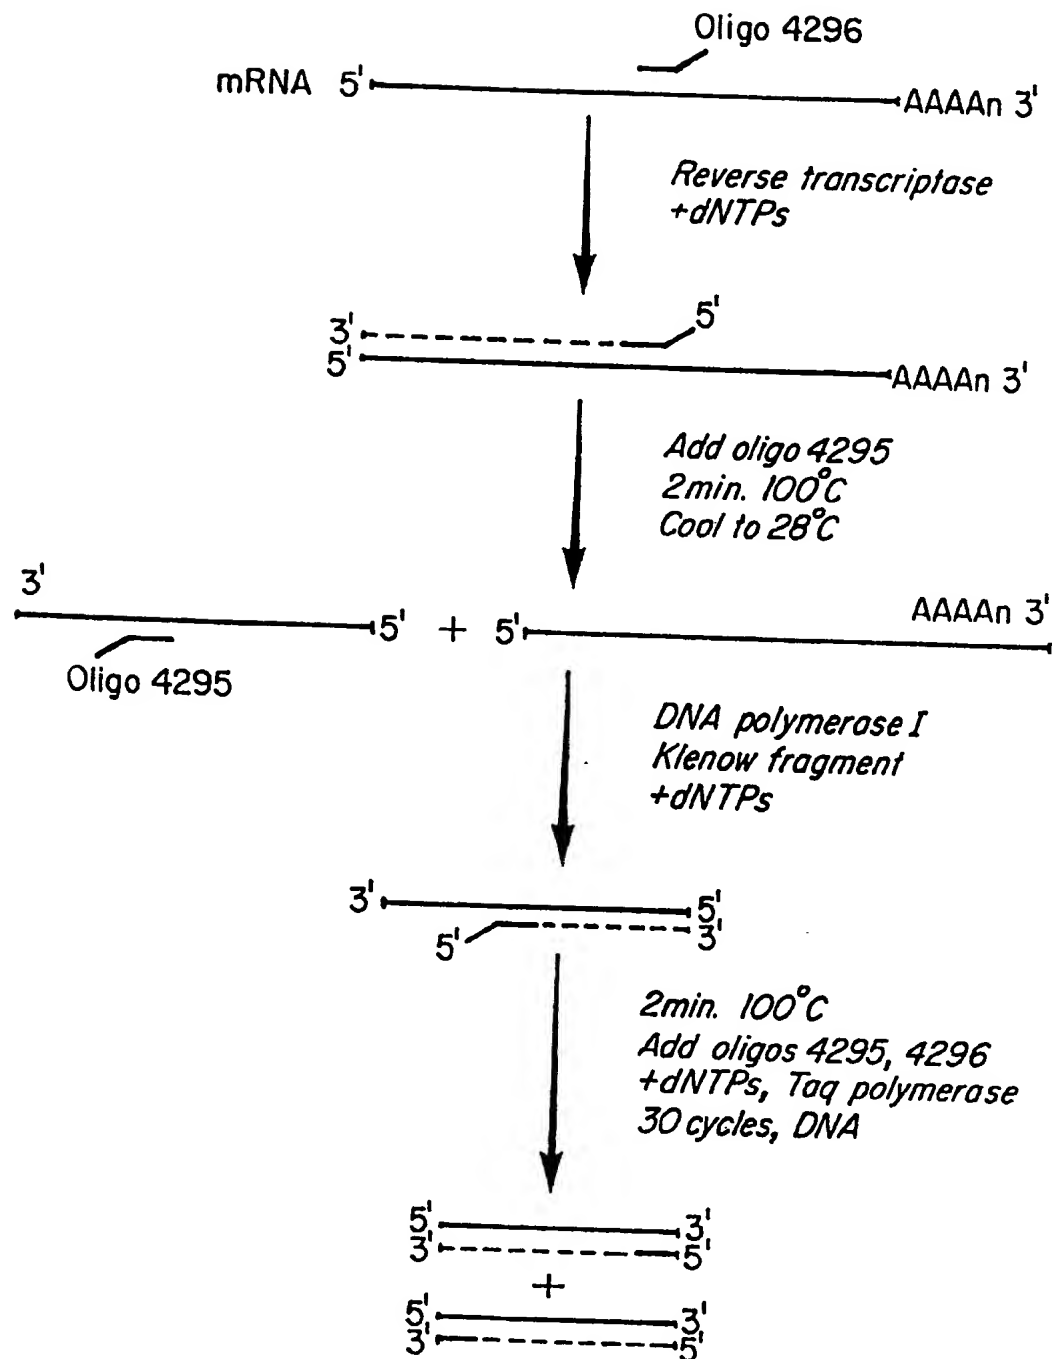 Oligo 4296
mRNA 5' AAAAn 3'
Reverse transcriptase
+dNTPs
5'
3'
5' AAAAn 3'
Add oligo 4295
2min. 100°C
Cool to 28°C
3' AAAAn 3'
5' + 5'
Oligo 4295
DNA polymerase I
Klenow fragment
+dNTPs
3' 5'
5' 3'
2min. 100°C
Add oligos 4295, 4296
+dNTPs, Taq polymerase
30 cycles, DNA
5' 3'
3' 5'
+
5' 3'
3' 5'